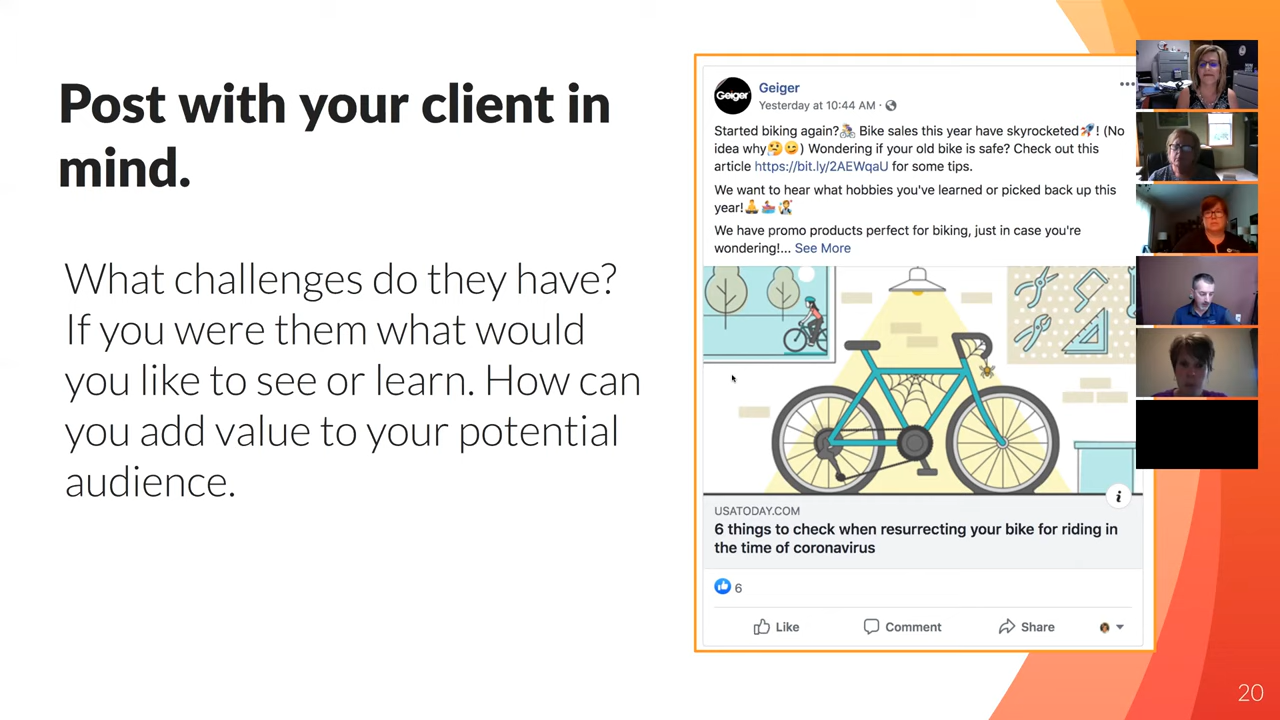 Post with your client in
mind.
What challenges do they have?
If you were them what would
you like to see or learn. How can
you add value to your potential
audience.
Geiger
Geiger
Yesterday at 10:44 AM ·
Started biking again?🚴 Bike sales this year have skyrocketed🚀! (No
idea why🤔😉) Wondering if your old bike is safe? Check out this
article https://bit.ly/2AEWqaU for some tips.
We want to hear what hobbies you've learned or picked back up this
year!🧘🚣🧑‍🎨
We have promo products perfect for biking, just in case you're
wondering!... See More
i
USATODAY.COM
6 things to check when resurrecting your bike for riding in
the time of coronavirus
6
Like Comment Share
20